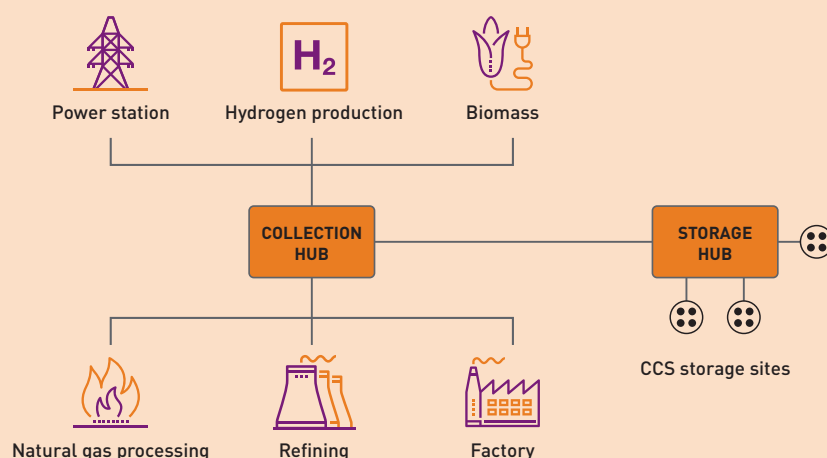 H2
Power station
Hydrogen production
Biomass
COLLECTION
HUB
STORAGE
HUB
CCS storage sites
Natural gas processing
Refining
Factory